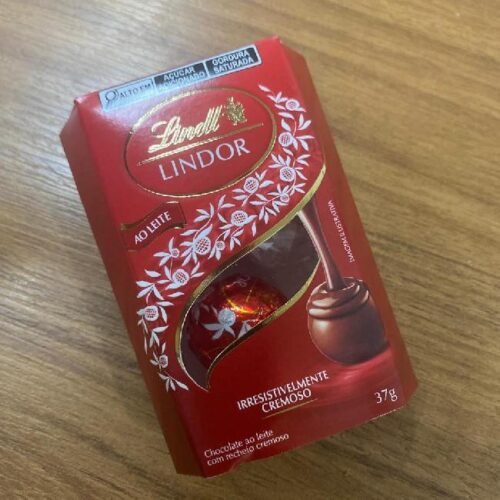 ALTO EM
AÇÚCAR
ADICIONADO
GORDURA
SATURADA
Lindt
LINDOR
AO LEITE
IMAGEM ILUSTRATIVA
IRRESISTIVELMENTE
CREMOSO
37g
Chocolate ao leite
com recheio cremoso